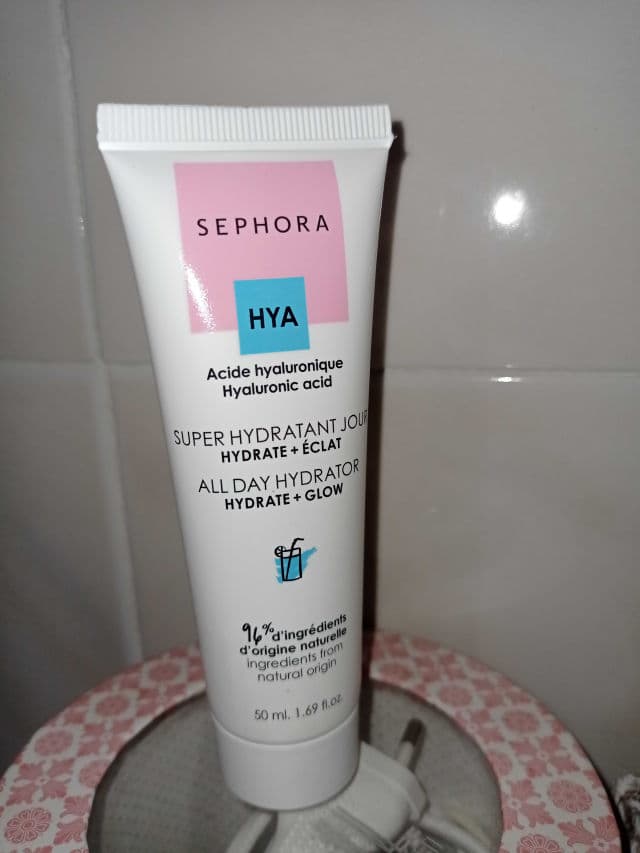 SEPHORA
HYA
Acide hyaluronique
Hyaluronic acid
SUPER HYDRATANT JOUR
HYDRATE + ÉCLAT
ALL DAY HYDRATOR
HYDRATE + GLOW
96% d'ingrédients
d'origine naturelle
ingredients from
natural origin
50 ml. 1.69 fl.oz.